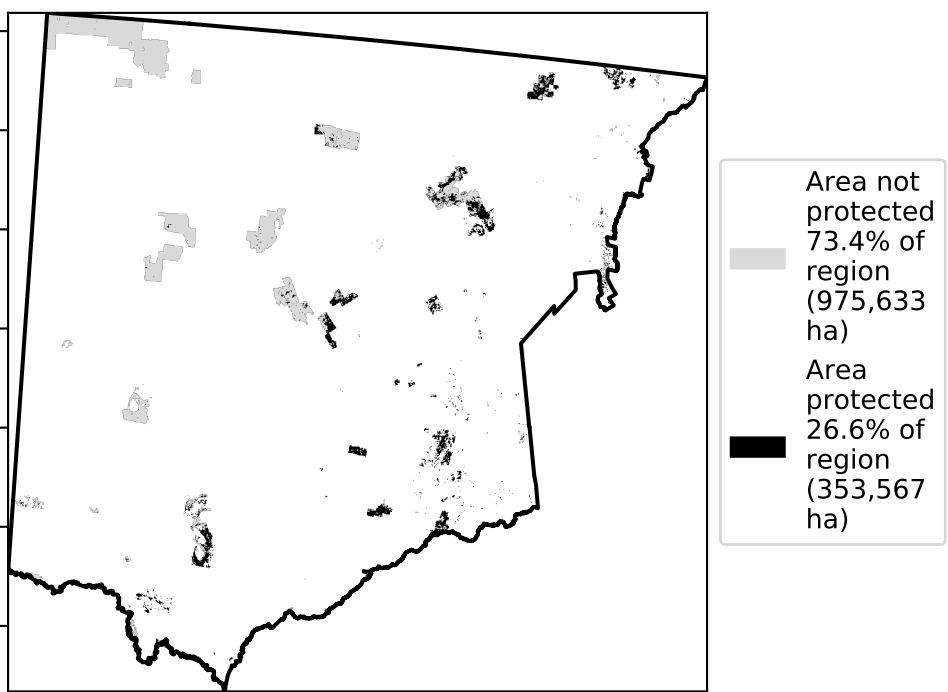 Area not
protected
73.4% of
region
(975,633
ha)
Area
protected
26.6% of
region
(353,567
ha)